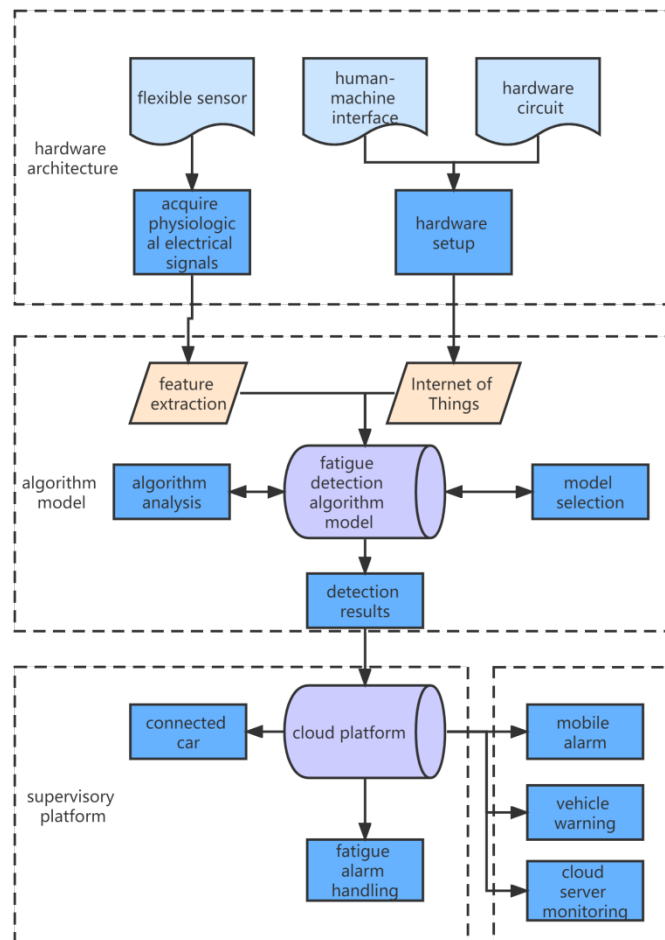 flexible sensor
human-
machine
interface
hardware
circuit
hardware
architecture
acquire
physiologic
al electrical
signals
hardware
setup
feature
extraction
Internet of
Things
algorithm
model
algorithm
analysis
fatigue
detection
algorithm
model
model
selection
detection
results
connected
car
cloud platform
mobile
alarm
supervisory
platform
vehicle
warning
fatigue
alarm
handling
cloud
server
monitoring